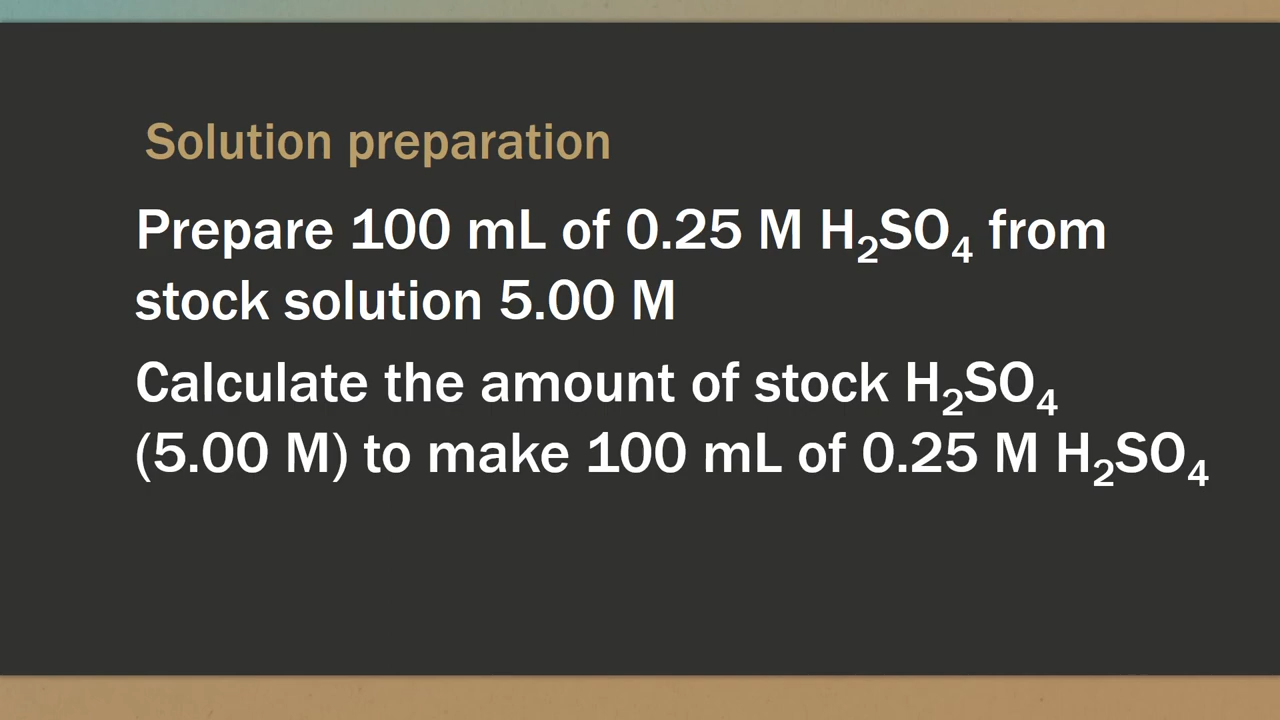 Solution preparation
Prepare 100 mL of 0.25 M H₂SO₄ from
stock solution 5.00 M
Calculate the amount of stock H₂SO₄
(5.00 M) to make 100 mL of 0.25 M H₂SO₄